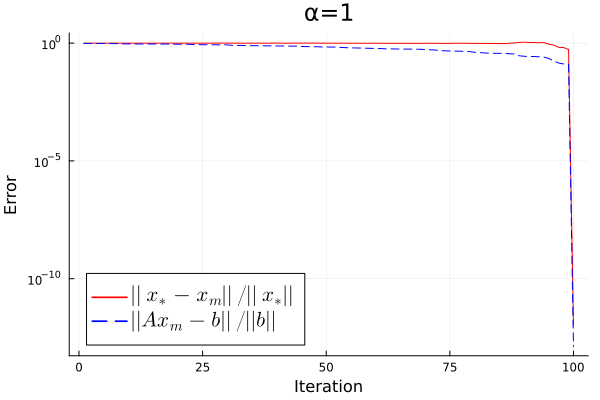 α=1
Error
10⁰
10⁻⁵
10⁻¹⁰
|| x_* − x_m|| /|| x_*||
||Ax_m − b|| /||b||
0 25 50 75 100
Iteration